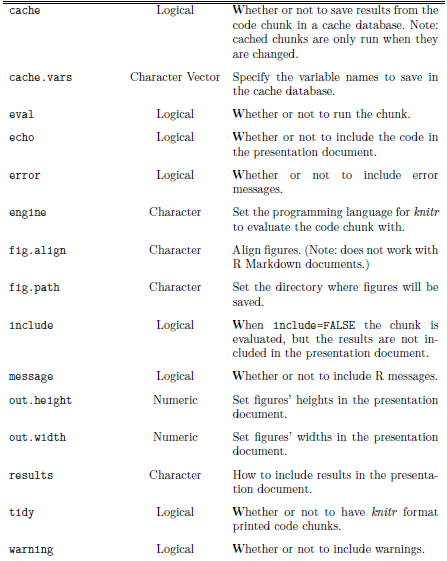 cache Logical Whether or not to save results from the
code chunk in a cache database. Note:
cached chunks are only run when they
are changed.
cache.vars Character Vector Specify the variable names to save in
the cache database.
eval Logical Whether or not to run the chunk.
echo Logical Whether or not to include the code in
the presentation document.
error Logical Whether or not to include error
messages.
engine Character Set the programming language for knitr
to evaluate the code chunk with.
fig.align Character Align figures. (Note: does not work with
R Markdown documents.)
fig.path Character Set the directory where figures will be
saved.
include Logical When include=FALSE the chunk is
evaluated, but the results are not in-
cluded in the presentation document.
message Logical Whether or not to include R messages.
out.height Numeric Set figures' heights in the presentation
document.
out.width Numeric Set figures' widths in the presentation
document.
results Character How to include results in the presenta-
tion document.
tidy Logical Whether or not to have knitr format
printed code chunks.
warning Logical Whether or not to include warnings.